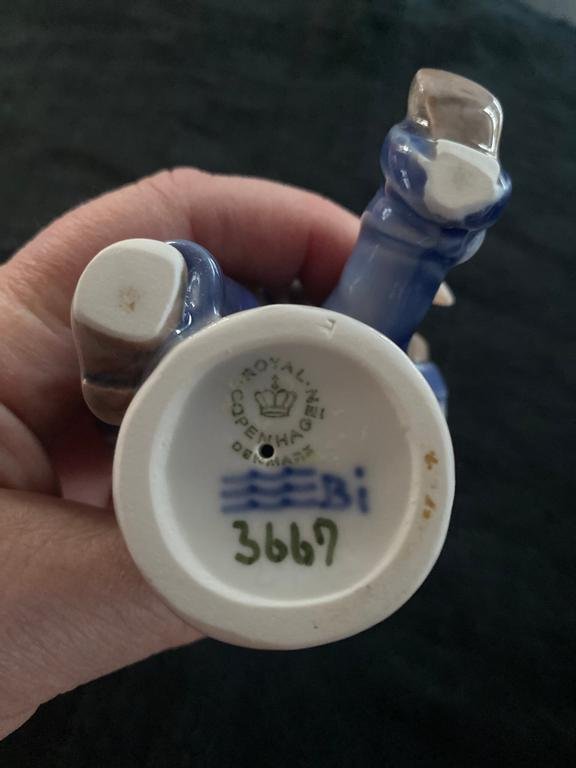 ROYAL
COPENHAGEN
DENMARK
Bi
3667